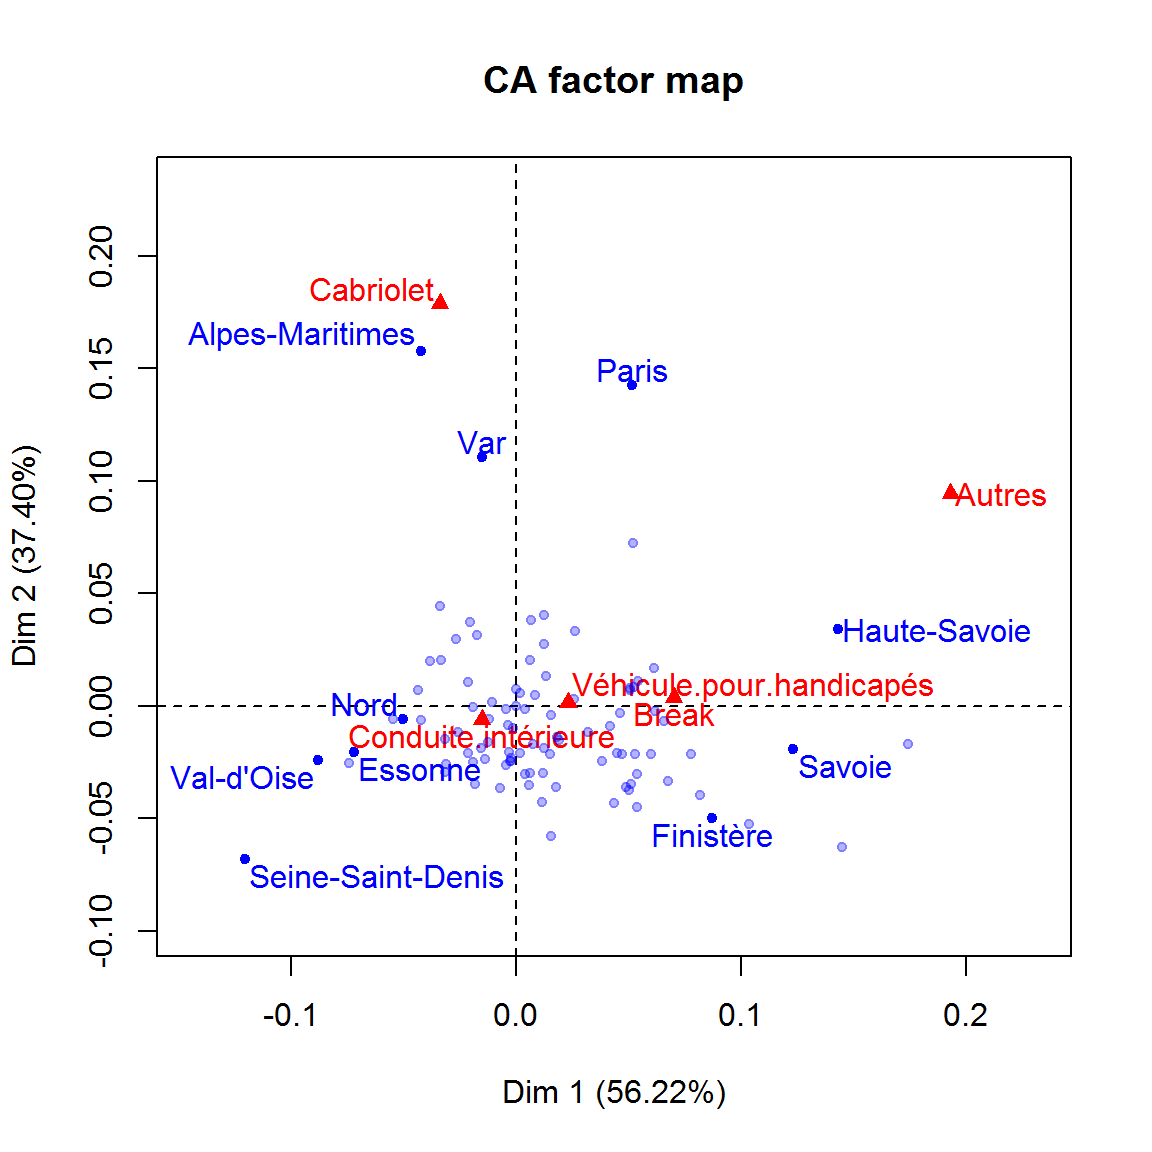 CA factor map
Cabriolet
Alpes-Maritimes
Paris
Var
Autres
Haute-Savoie
Véhicule.pour.handicapés
Nord
Break
Conduite.intérieure
Essonne
Val-d'Oise
Savoie
Finistère
Seine-Saint-Denis
Dim 2 (37.40%)
0.20
0.15
0.10
0.05
0.00
-0.05
-0.10
-0.1
0.0
0.1
0.2
Dim 1 (56.22%)